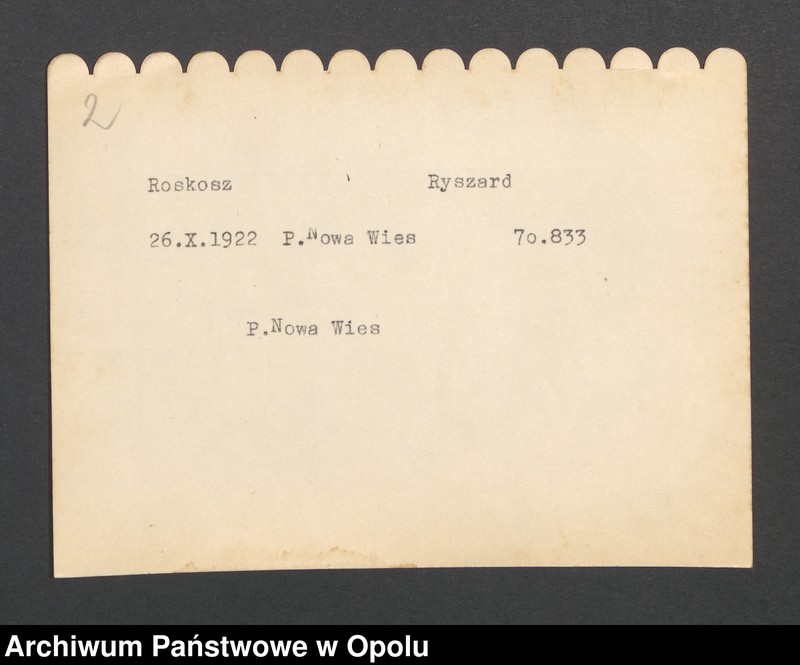 2
Roskosz Ryszard
26.X.1922 P.Nowa Wies 7o.833
P.Nowa Wies
Archiwum Państwowe w Opolu